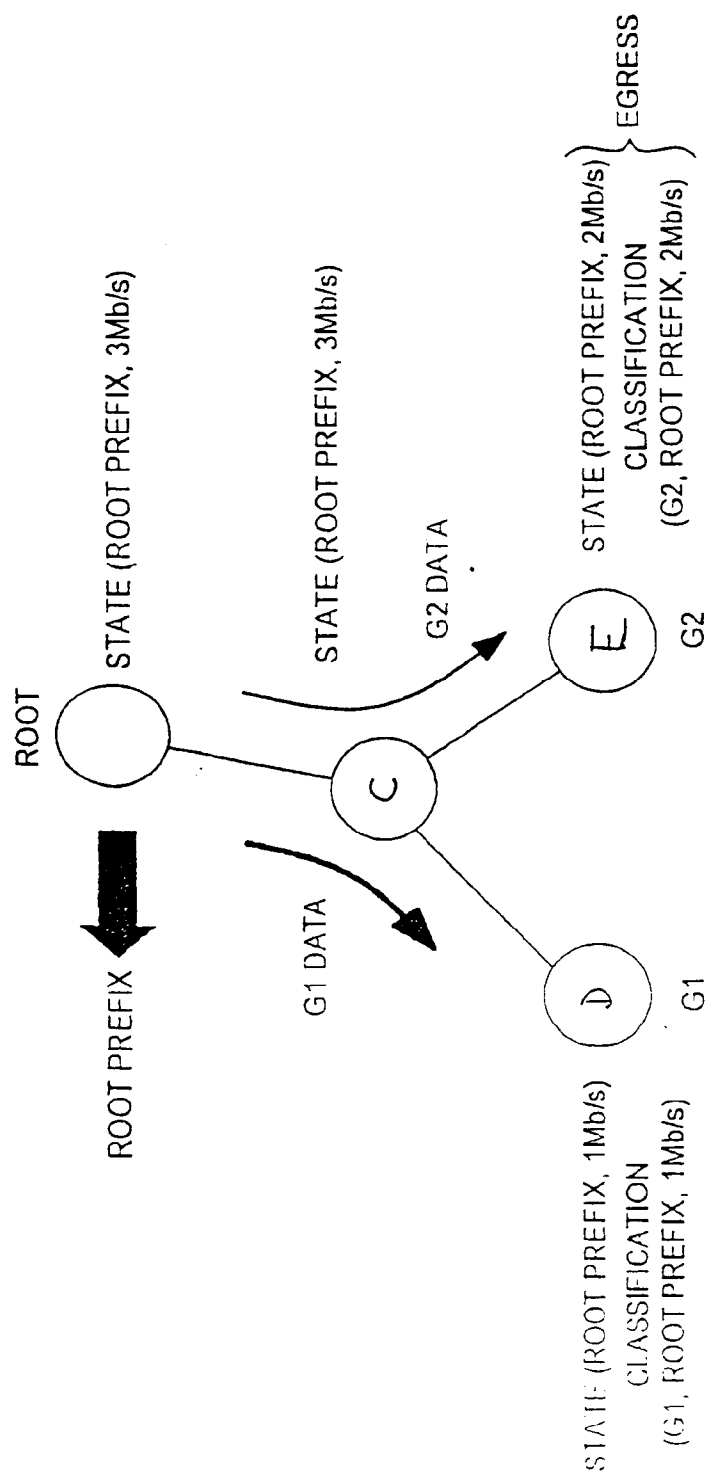 ROOT
ROOT PREFIX
STATE (ROOT PREFIX, 3Mb/s)
G1 DATA
STATE (ROOT PREFIX, 3Mb/s)
G2 DATA
C
D
E
G1
G2
STATE (ROOT PREFIX, 1Mb/s)
CLASSIFICATION
(G1, ROOT PREFIX, 1Mb/s)
STATE (ROOT PREFIX, 2Mb/s)
CLASSIFICATION
(G2, ROOT PREFIX, 2Mb/s)
EGRESS